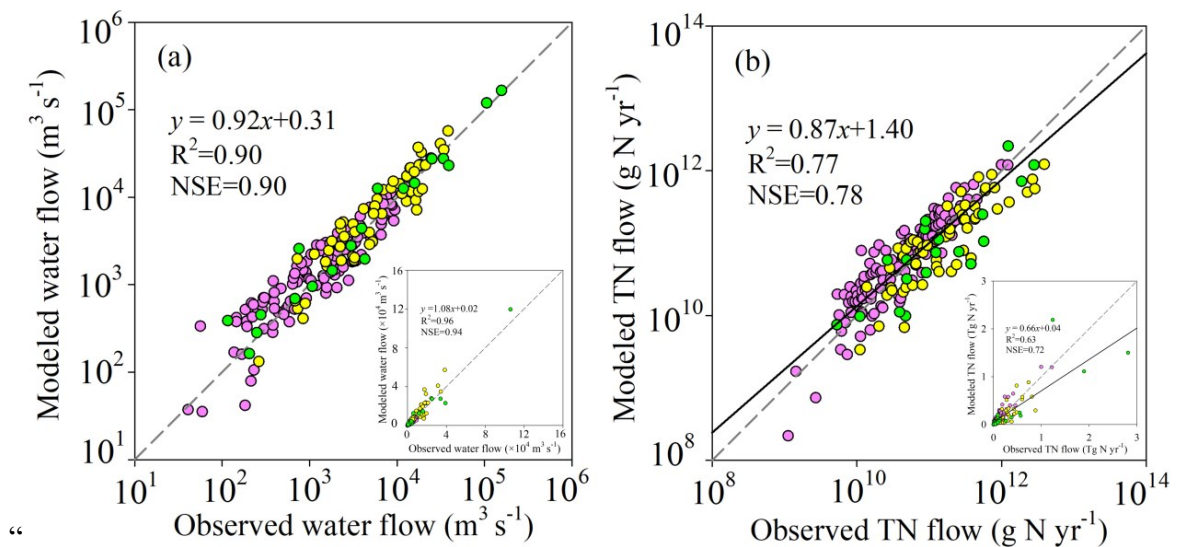 (a)
y = 0.92x+0.31
R²=0.90
NSE=0.90
Modeled water flow (m³ s⁻¹)
10⁶
10⁵
10⁴
10³
10²
10¹
10¹ 10² 10³ 10⁴ 10⁵ 10⁶
Observed water flow (m³ s⁻¹)
y=1.08x+0.02
R²=0.96
NSE=0.94
Modeled water flow (×10⁴ m³ s⁻¹)
16
12
8
4
0
0 4 8 12 16
Observed water flow (×10⁴ m³ s⁻¹)
(b)
y = 0.87x+1.40
R²=0.77
NSE=0.78
Modeled TN flow (g N yr⁻¹)
10¹⁴
10¹²
10¹⁰
10⁸
10⁸ 10¹⁰ 10¹² 10¹⁴
Observed TN flow (g N yr⁻¹)
y=0.66x+0.04
R²=0.63
NSE=0.72
Modeled TN flow (Tg N yr⁻¹)
3
2
1
0
0 1 2 3
Observed TN flow (Tg N yr⁻¹)
“